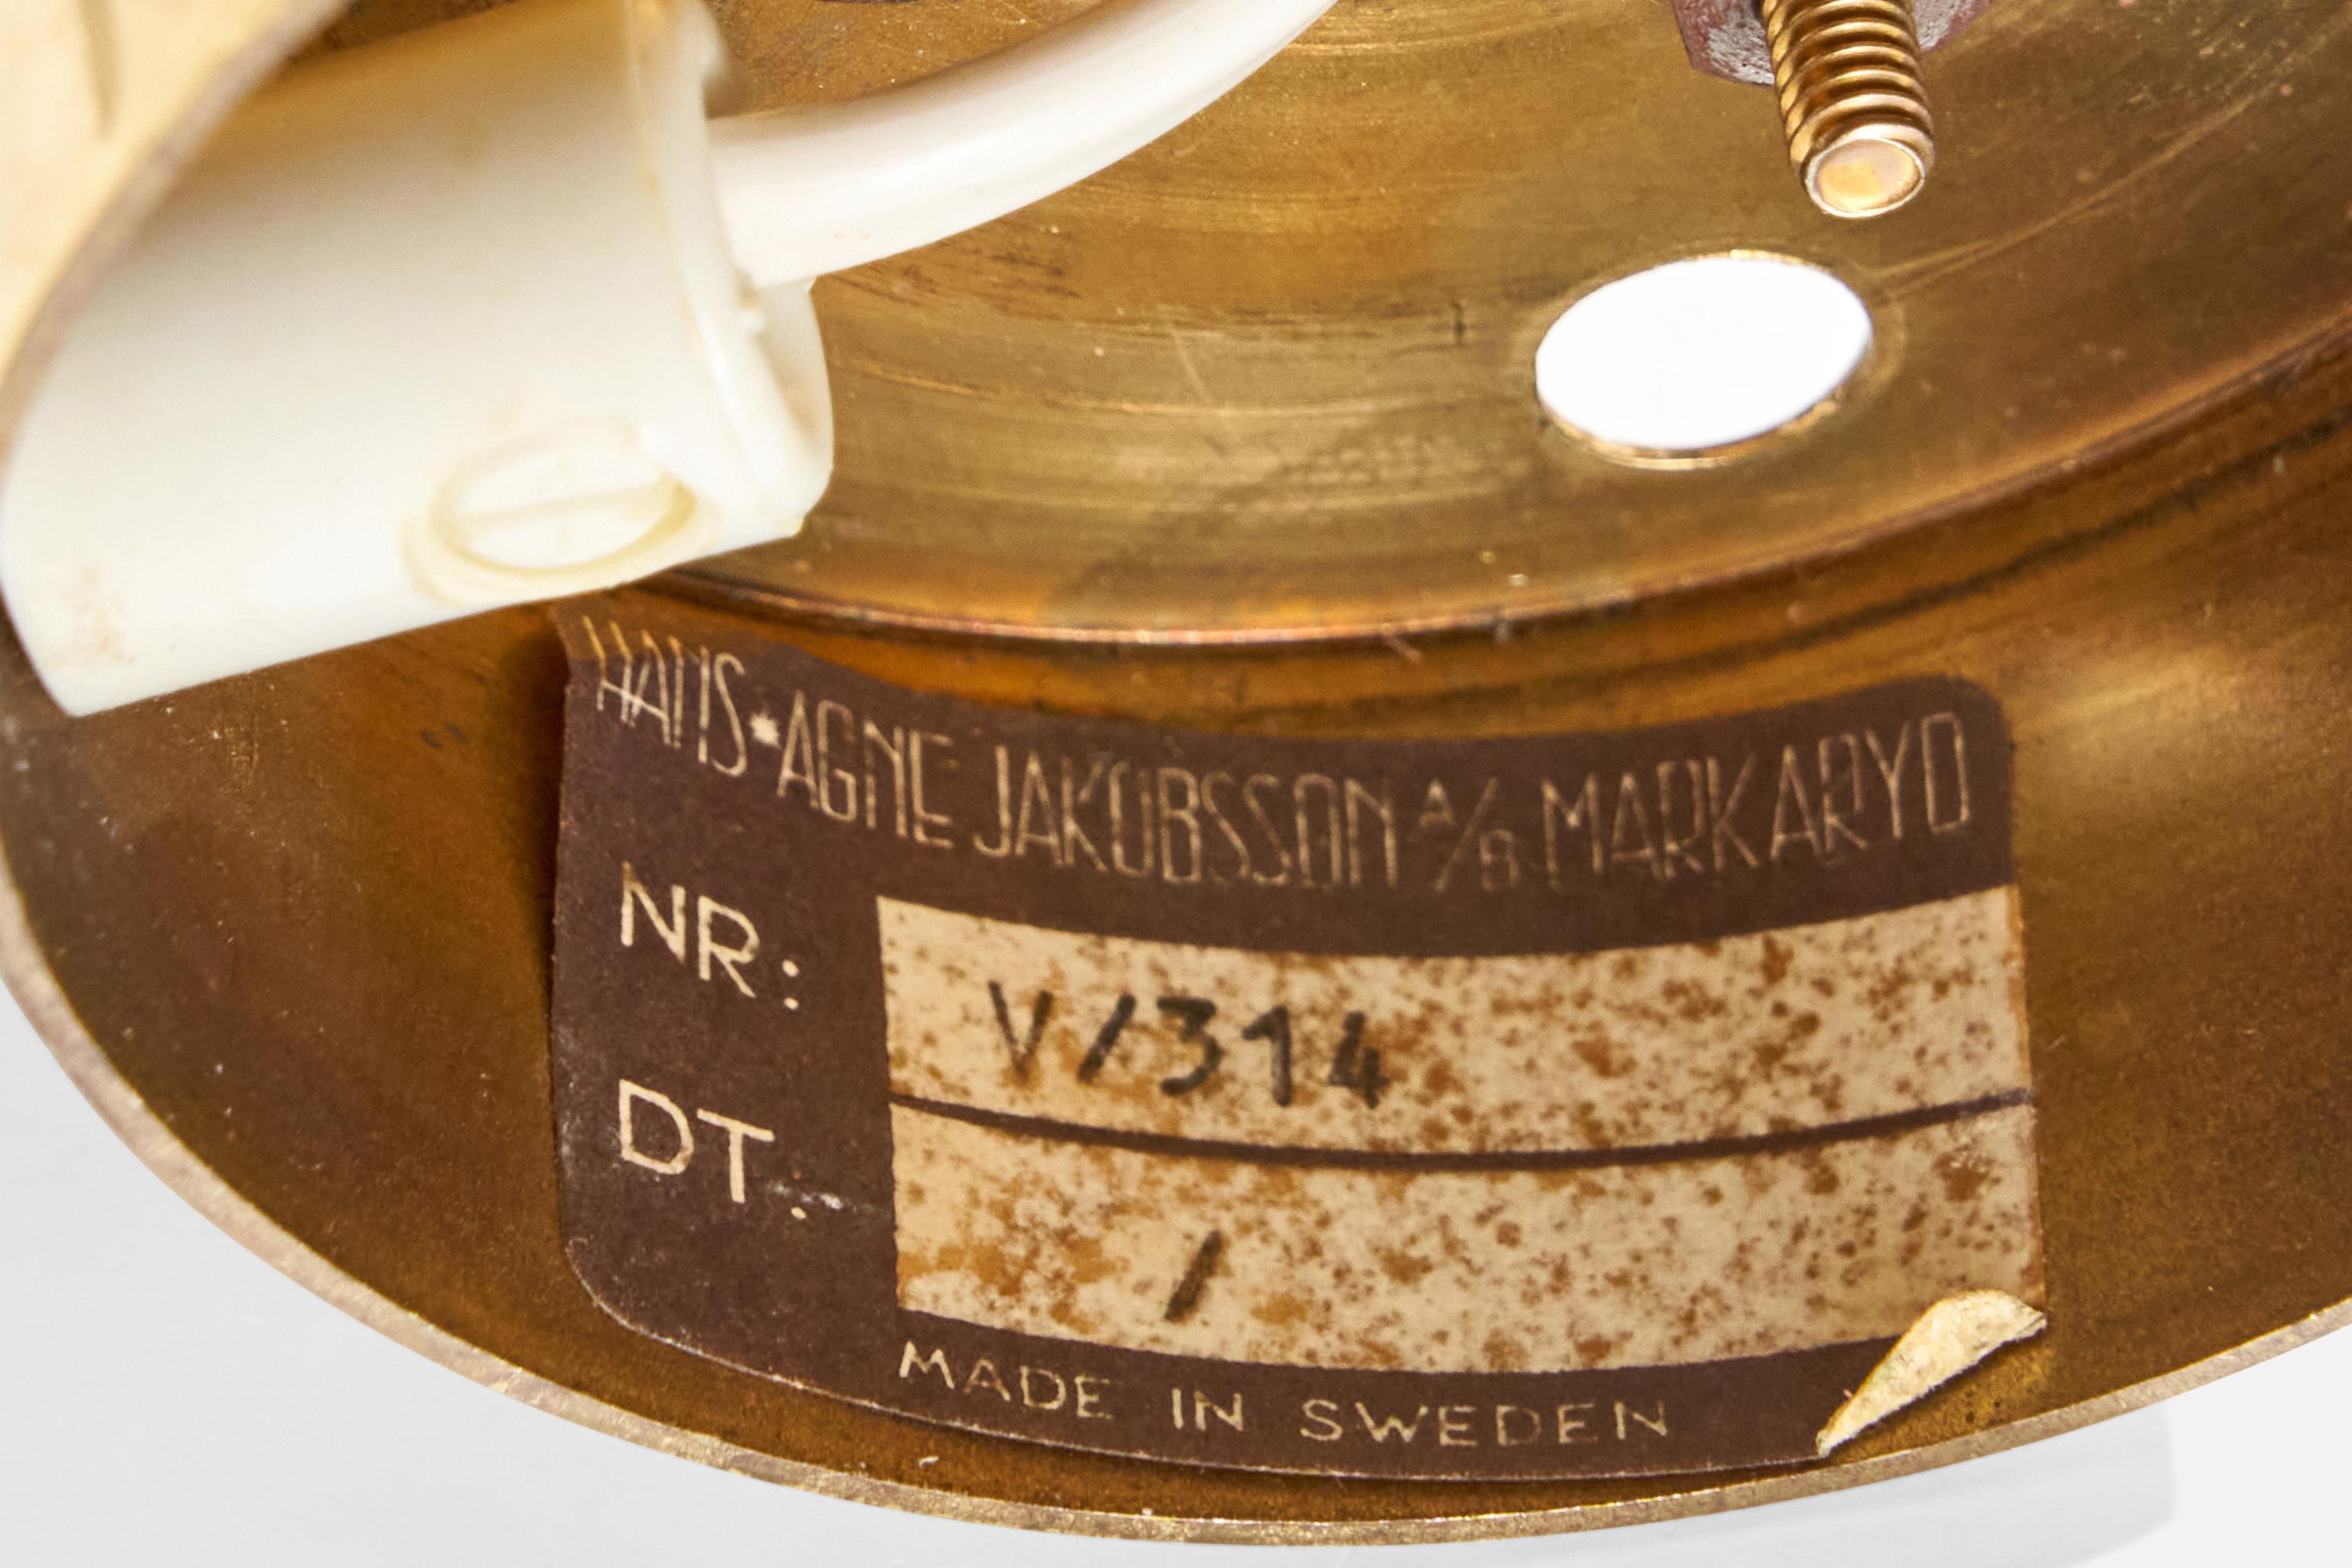 HANS-AGNE JAKOBSSON A/B MARKARYD
NR: V/314
DT: /
MADE IN SWEDEN